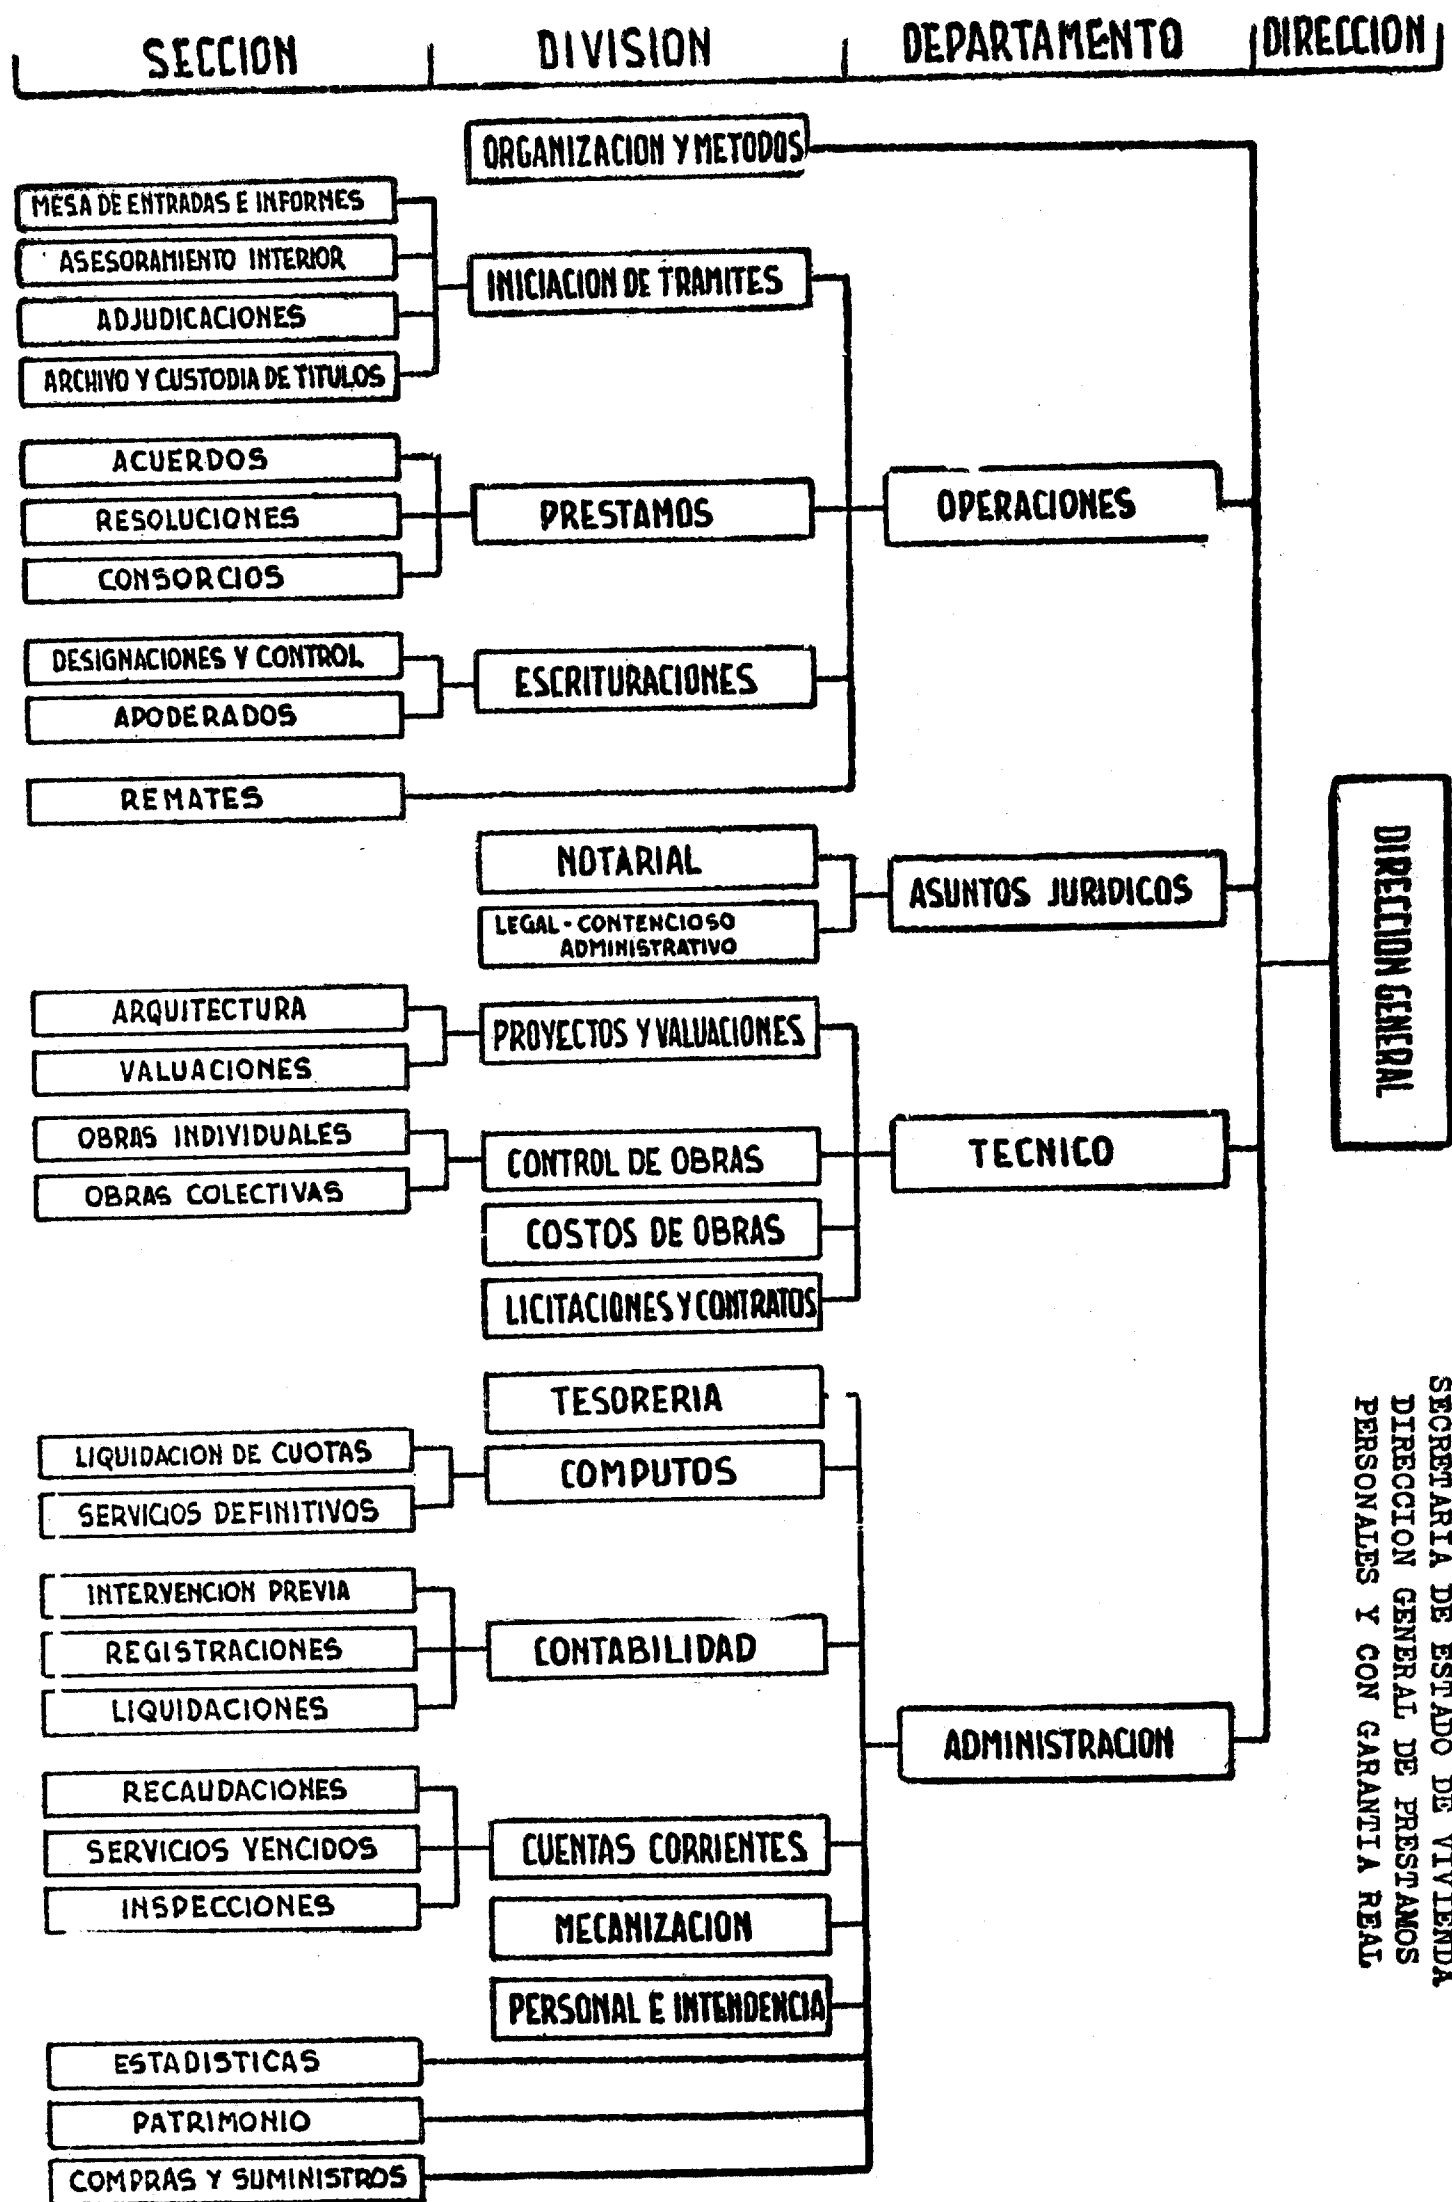 SECCION
DIVISION
DEPARTAMENTO
DIRECCION
ORGANIZACION Y METODOS
MESA DE ENTRADAS E INFORMES
ASESORAMIENTO INTERIOR
ADJUDICACIONES
ARCHIVO Y CUSTODIA DE TITULOS
INICIACION DE TRAMITES
ACUERDOS
RESOLUCIONES
CONSORCIOS
PRESTAMOS
OPERACIONES
DESIGNACIONES Y CONTROL
APODERADOS
ESCRITURACIONES
REMATES
NOTARIAL
LEGAL - CONTENCIOSO
ADMINISTRATIVO
ASUNTOS JURIDICOS
DIRECCION GENERAL
ARQUITECTURA
VALUACIONES
PROYECTOS Y VALUACIONES
OBRAS INDIVIDUALES
OBRAS COLECTIVAS
CONTROL DE OBRAS
TECNICO
COSTOS DE OBRAS
LICITACIONES Y CONTRATOS
TESORERIA
LIQUIDACION DE CUOTAS
SERVICIOS DEFINITIVOS
COMPUTOS
INTERVENCION PREVIA
REGISTRACIONES
LIQUIDACIONES
CONTABILIDAD
ADMINISTRACION
RECAUDACIONES
SERVICIOS VENCIDOS
INSPECCIONES
CUENTAS CORRIENTES
MECANIZACION
PERSONAL E INTENDENCIA
ESTADISTICAS
PATRIMONIO
COMPRAS Y SUMINISTROS
SECRETARIA DE ESTADO DE VIVIENDA
DIRECCION GENERAL DE PRESTAMOS
PERSONALES Y CON GARANTIA REAL